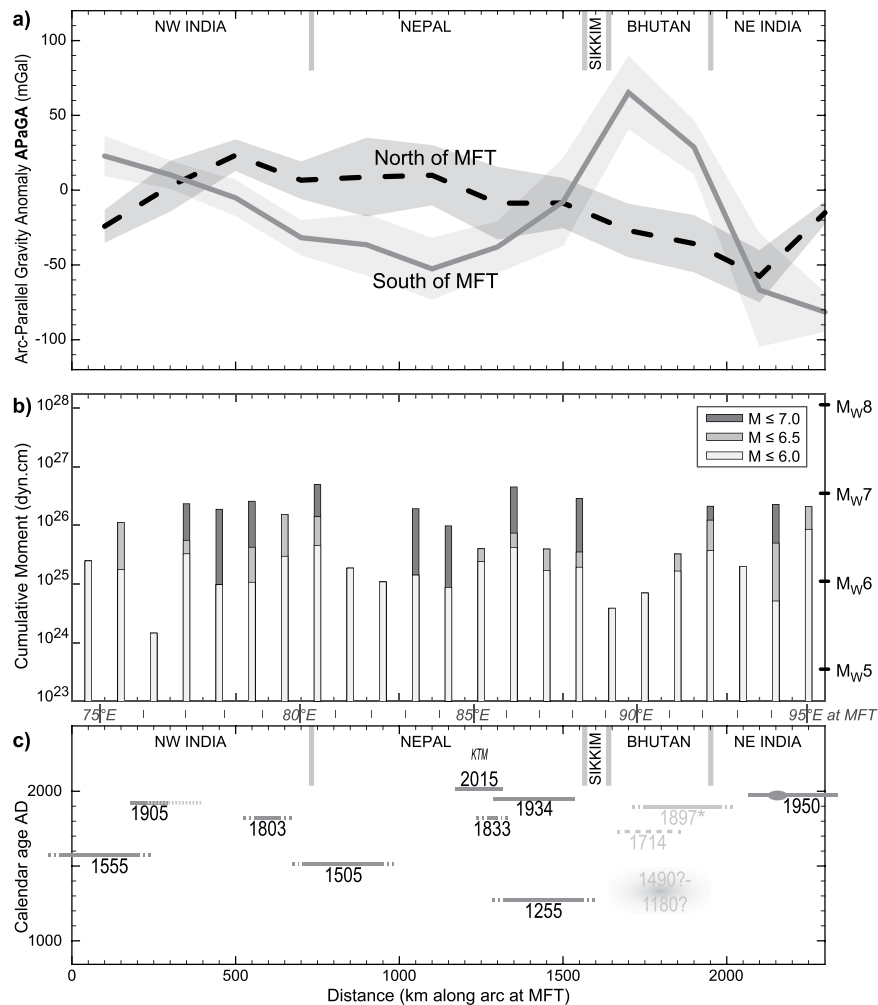 a)
NW INDIA
NEPAL
SIKKIM
BHUTAN
NE INDIA
100
50
0
-50
-100
Arc-Parallel Gravity Anomaly APaGA (mGal)
North of MFT
South of MFT
b)
10^28
10^27
10^26
10^25
10^24
10^23
Cumulative Moment (dyn.cm)
M ≤ 7.0
M ≤ 6.5
M ≤ 6.0
M_W8
M_W7
M_W6
M_W5
75°E
80°E
85°E
90°E
95°E at MFT
c)
NW INDIA
NEPAL
SIKKIM
BHUTAN
NE INDIA
KTM
2015
1934
1950
1905
1803
1833
1897*
1714
1555
1505
1490?-
1180?
1255
2000
1000
Calendar age AD
0
500
1000
1500
2000
Distance (km along arc at MFT)